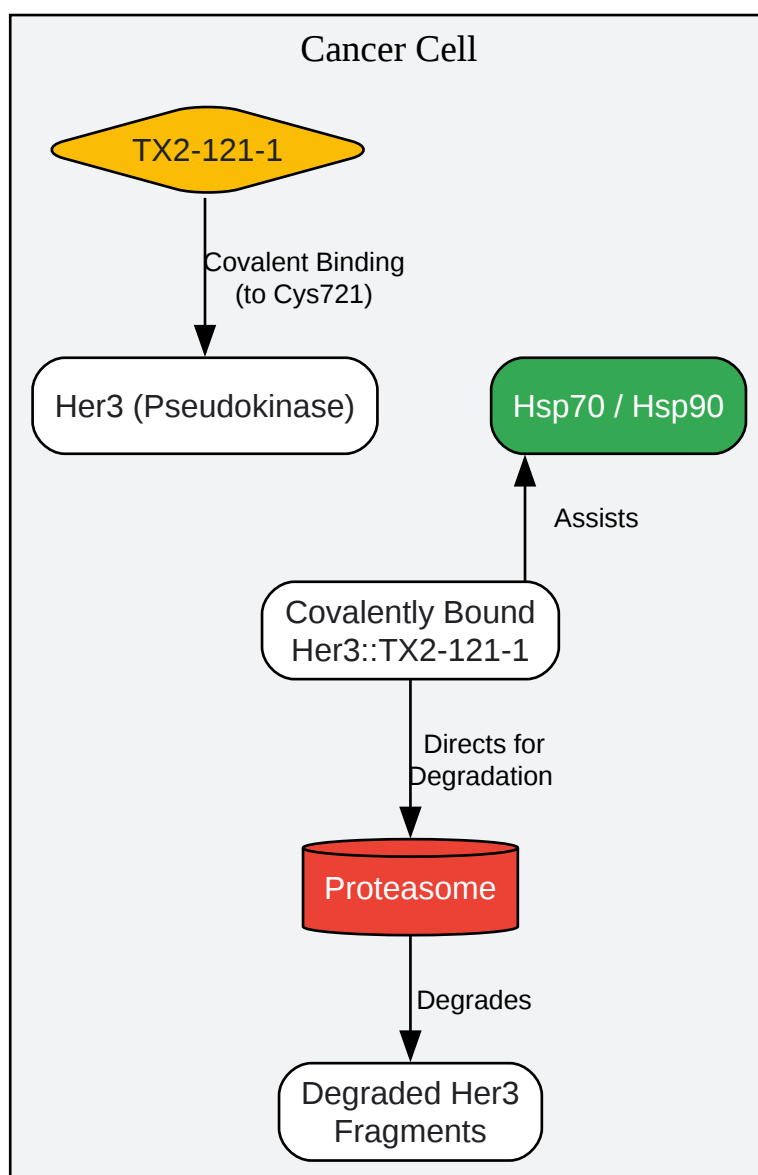 Cancer Cell
TX2-121-1
Covalent Binding
(to Cys721)
Her3 (Pseudokinase)
Hsp70 / Hsp90
Assists
Covalently Bound
Her3::TX2-121-1
Directs for
Degradation
Proteasome
Degrades
Degraded Her3
Fragments